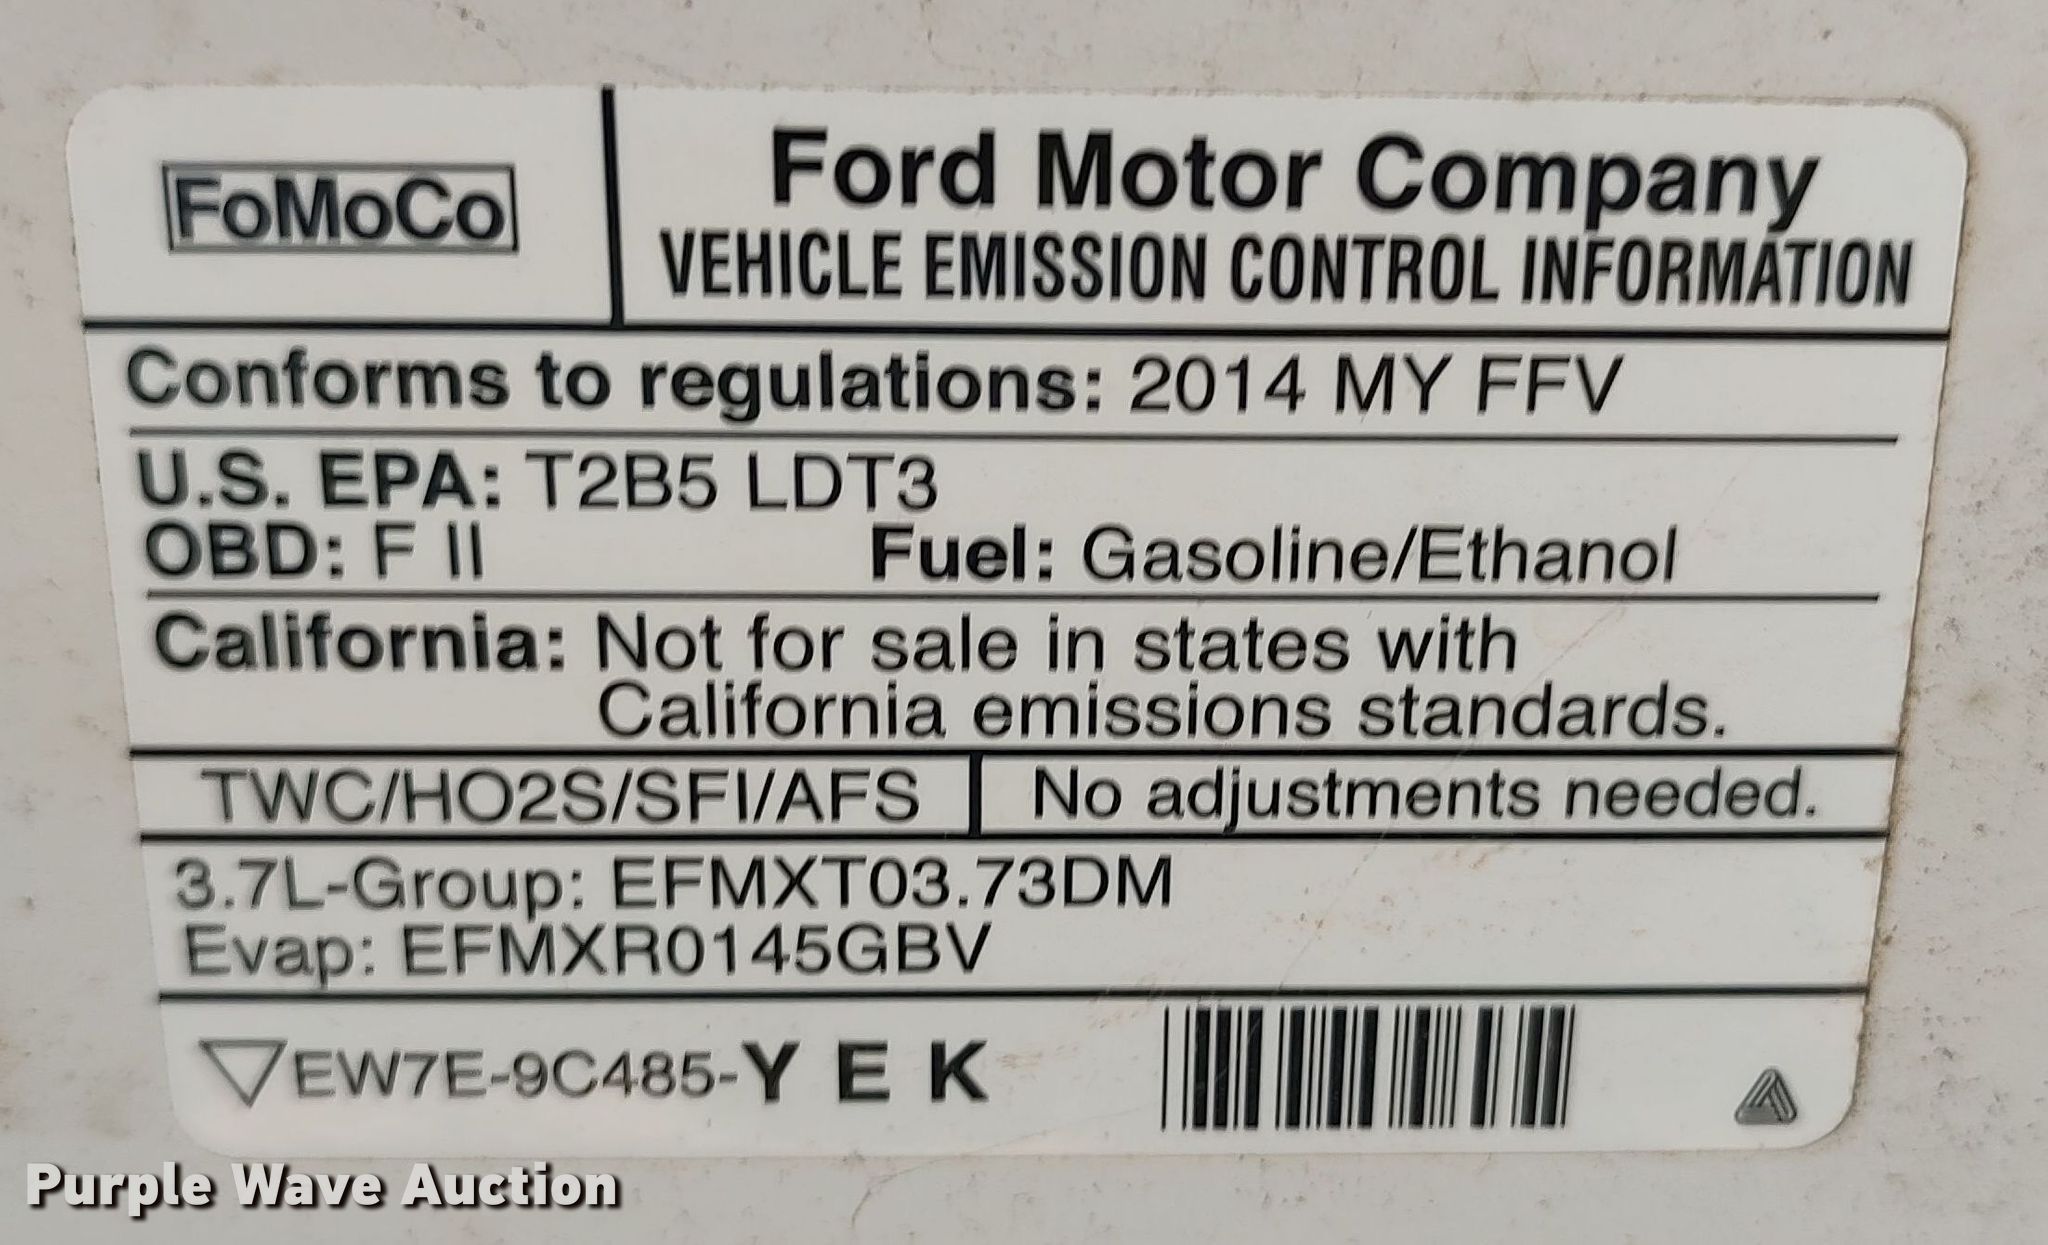 FoMoCo
Ford Motor Company
VEHICLE EMISSION CONTROL INFORMATION
Conforms to regulations: 2014 MY FFV
U.S. EPA: T2B5 LDT3
OBD: F II Fuel: Gasoline/Ethanol
California: Not for sale in states with
California emissions standards.
TWC/HO2S/SFI/AFS No adjustments needed.
3.7L-Group: EFMXT03.73DM
Evap: EFMXR0145GBV
EW7E-9C485-Y E K
Purple Wave Auction